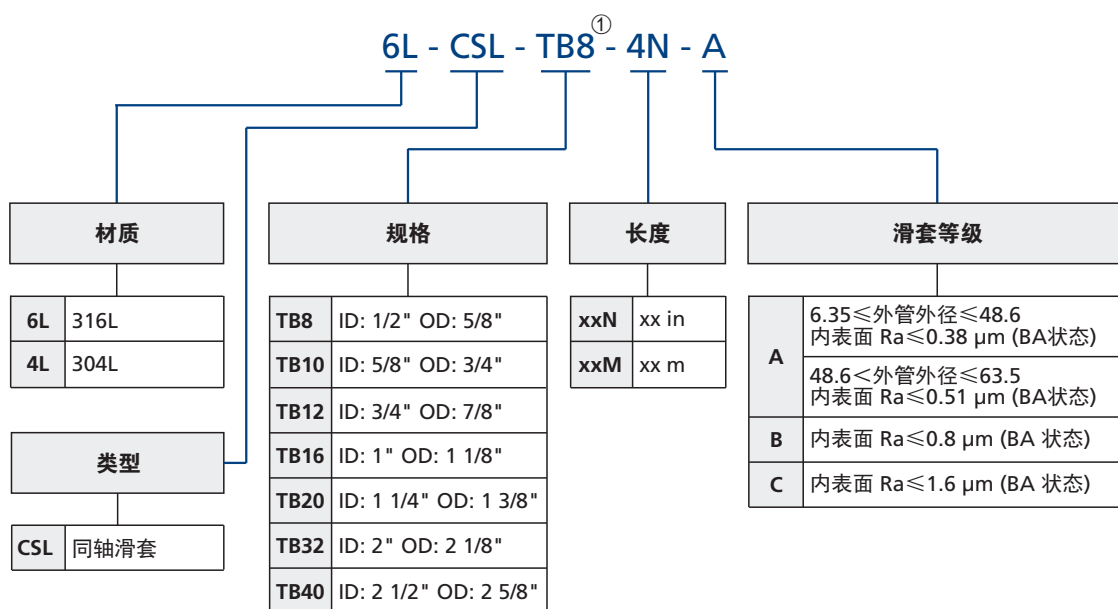 6L - CSL - TB8① - 4N - A
材质
6L 316L
4L 304L
类型
CSL 同轴滑套
规格
TB8 ID: 1/2" OD: 5/8"
TB10 ID: 5/8" OD: 3/4"
TB12 ID: 3/4" OD: 7/8"
TB16 ID: 1" OD: 1 1/8"
TB20 ID: 1 1/4" OD: 1 3/8"
TB32 ID: 2" OD: 2 1/8"
TB40 ID: 2 1/2" OD: 2 5/8"
长度
xxN xx in
xxM xx m
滑套等级
A
6.35≤外管外径≤48.6
内表面 Ra≤0.38 µm (BA状态)
48.6<外管外径≤63.5
内表面 Ra≤0.51 µm (BA状态)
B 内表面 Ra≤0.8 µm (BA 状态)
C 内表面 Ra≤1.6 µm (BA 状态)